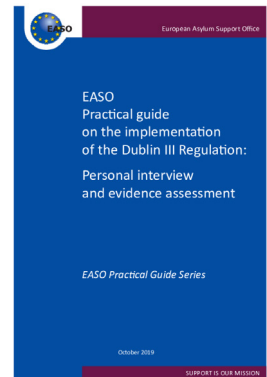 EASO
European Asylum Support Office
EASO
Practical guide
on the implementation
of the Dublin III Regulation:
Personal interview
and evidence assessment
EASO Practical Guide Series
October 2019
SUPPORT IS OUR MISSION